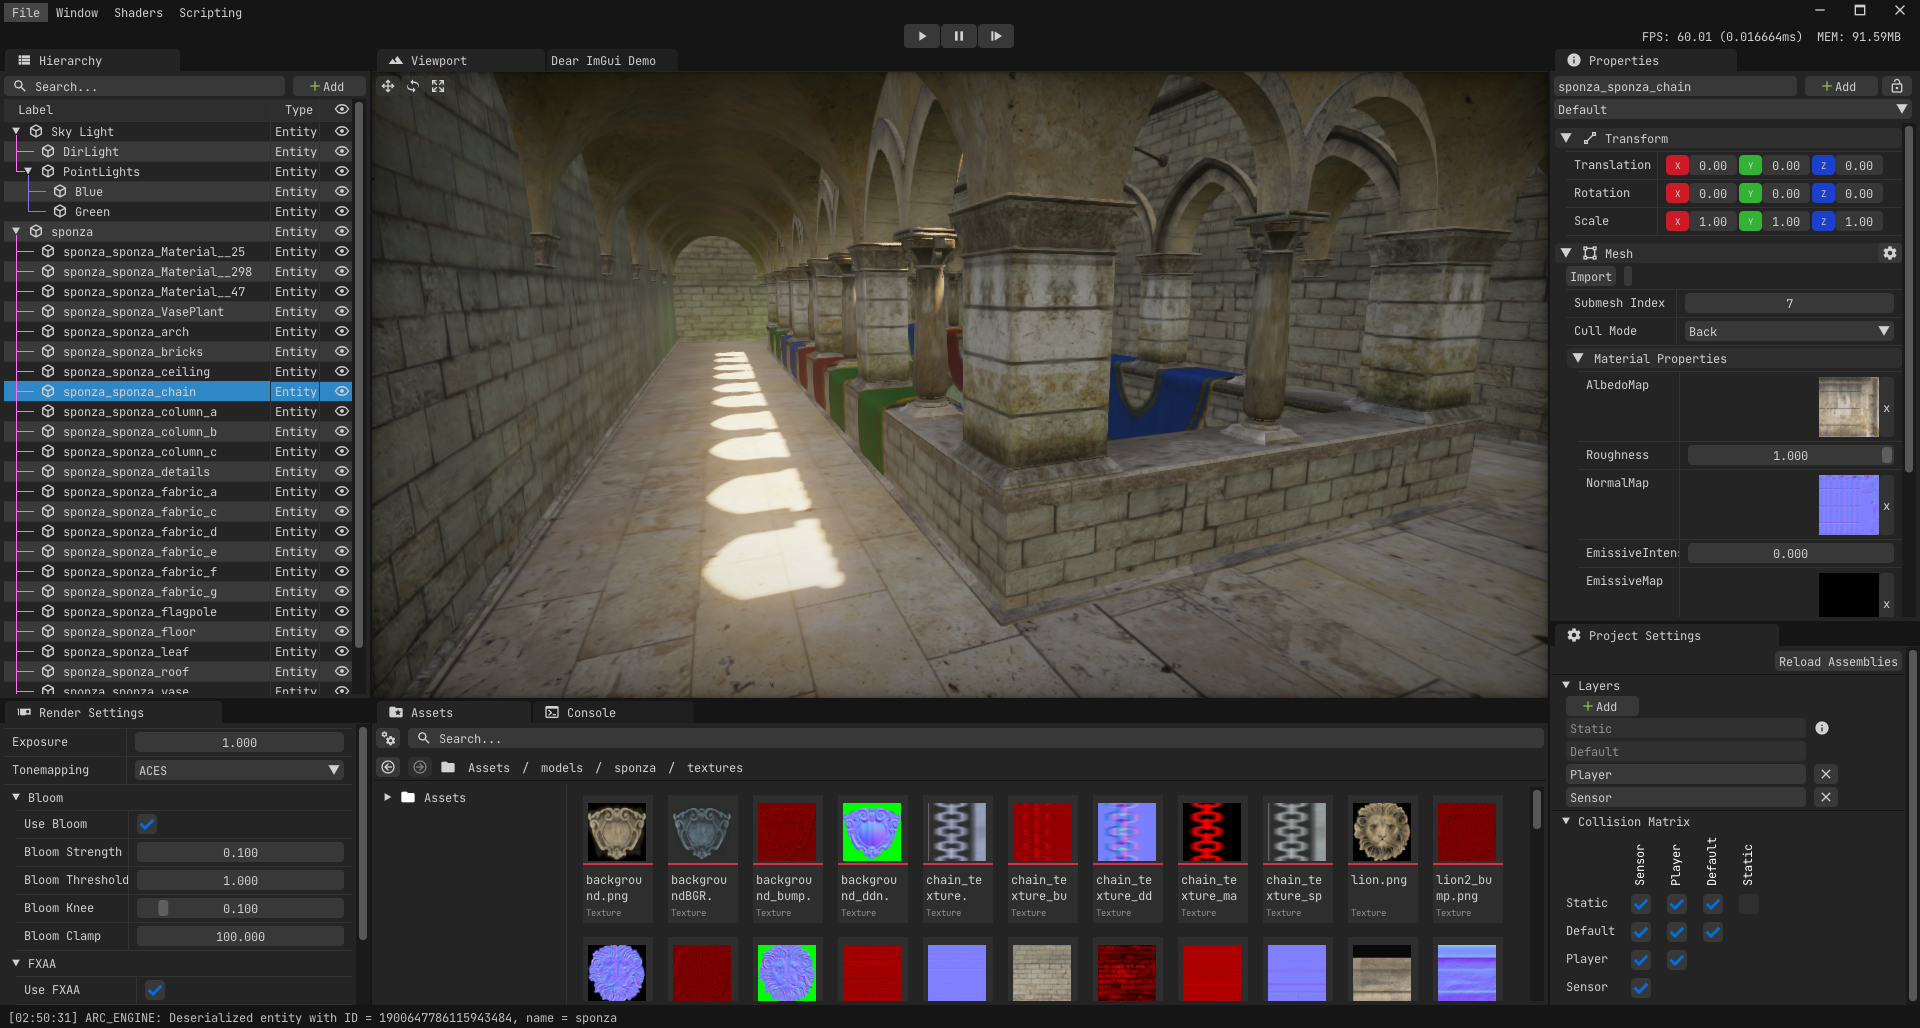 File Window Shaders Scripting
FPS: 60.01 (0.016664ms) MEM: 91.59MB
Hierarchy
Search...
Add
Label Type
Sky Light Entity
DirLight Entity
PointLights Entity
Blue Entity
Green Entity
sponza Entity
sponza_sponza_Material__25 Entity
sponza_sponza_Material__298 Entity
sponza_sponza_Material__47 Entity
sponza_sponza_VasePlant Entity
sponza_sponza_arch Entity
sponza_sponza_bricks Entity
sponza_sponza_ceiling Entity
sponza_sponza_chain Entity
sponza_sponza_column_a Entity
sponza_sponza_column_b Entity
sponza_sponza_column_c Entity
sponza_sponza_details Entity
sponza_sponza_fabric_a Entity
sponza_sponza_fabric_c Entity
sponza_sponza_fabric_d Entity
sponza_sponza_fabric_e Entity
sponza_sponza_fabric_f Entity
sponza_sponza_fabric_g Entity
sponza_sponza_flagpole Entity
sponza_sponza_floor Entity
sponza_sponza_leaf Entity
sponza_sponza_roof Entity
sponza_sponza_vase Entity
Viewport
Dear ImGui Demo
Properties
sponza_sponza_chain
Add
Default
Transform
Translation X 0.00 Y 0.00 Z 0.00
Rotation X 0.00 Y 0.00 Z 0.00
Scale X 1.00 Y 1.00 Z 1.00
Mesh
Import
Submesh Index 7
Cull Mode Back
Material Properties
AlbedoMap x
Roughness 1.000
NormalMap x
EmissiveInten 0.000
EmissiveMap x
Project Settings
Reload Assemblies
Layers
Add
Static
Default
Player
Sensor
Collision Matrix
Sensor Player Default Static
Static
Default
Player
Sensor
Render Settings
Exposure 1.000
Tonemapping ACES
Bloom
Use Bloom
Bloom Strength 0.100
Bloom Threshold 1.000
Bloom Knee 0.100
Bloom Clamp 100.000
FXAA
Use FXAA
Assets
Console
Search...
Assets / models / sponza / textures
Assets
backgrou
nd.png
Texture
backgrou
ndBGR.
Texture
backgrou
nd_bump.
Texture
backgrou
nd_ddn.
Texture
chain_te
xture.
Texture
chain_te
xture_bu
Texture
chain_te
xture_dd
Texture
chain_te
xture_ma
Texture
chain_te
xture_sp
Texture
lion.png
Texture
lion2_bu
mp.png
Texture
[02:50:31] ARC_ENGINE: Deserialized entity with ID = 1900647786115943484, name = sponza